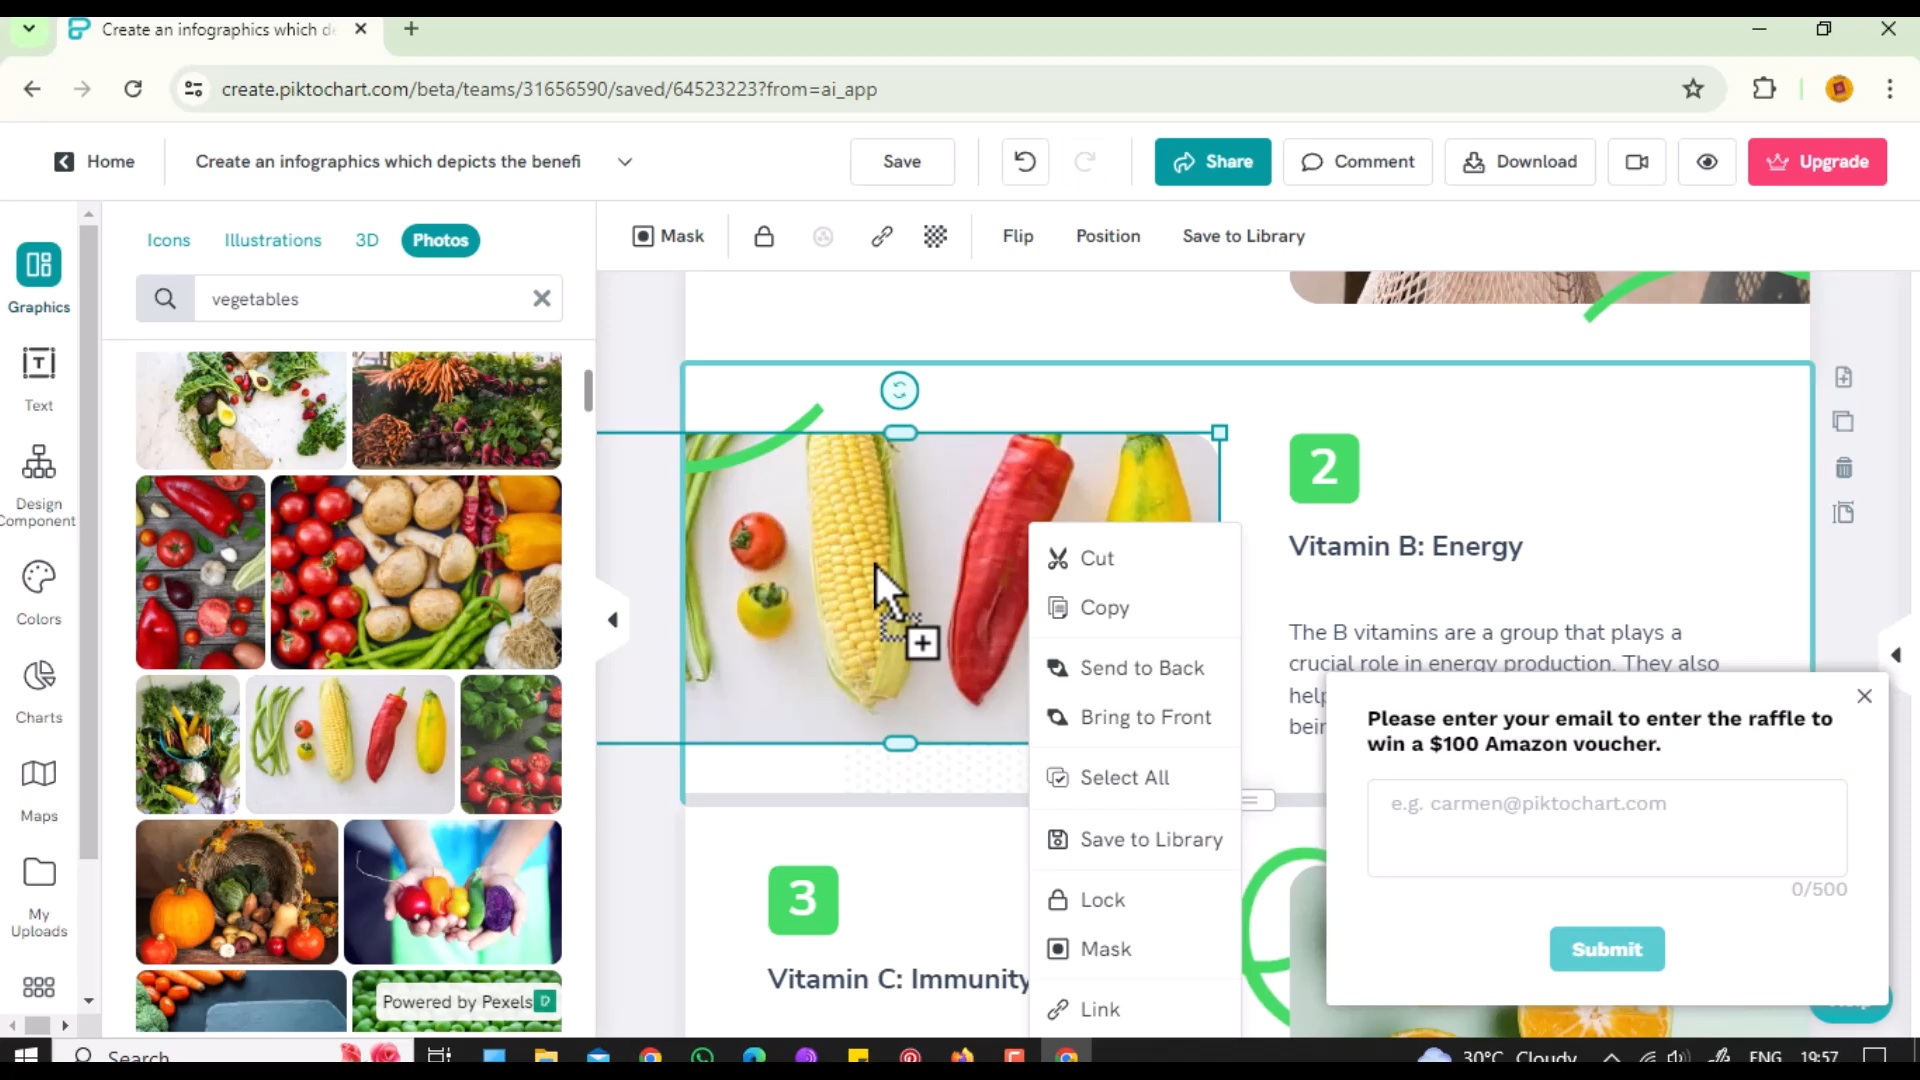 Create an infographics which de
create.piktochart.com/beta/teams/31656590/saved/64523223?from=ai_app
Home
Create an infographics which depicts the benefi
Save
Share
Comment
Download
Upgrade
Icons
Illustrations
3D
Photos
Mask
Flip
Position
Save to Library
vegetables
Graphics
Text
Design
Component
Colors
Charts
Maps
My
Uploads
Powered by Pexels
2
Vitamin B: Energy
The B vitamins are a group that plays a
crucial role in energy production. They also
help
bein
Cut
Copy
Send to Back
Bring to Front
Select All
Save to Library
Lock
Mask
Link
3
Vitamin C: Immunity
Please enter your email to enter the raffle to
win a $100 Amazon voucher.
e.g. carmen@piktochart.com
0/500
Submit
Search
30°C Cloudy
ENG
19:57